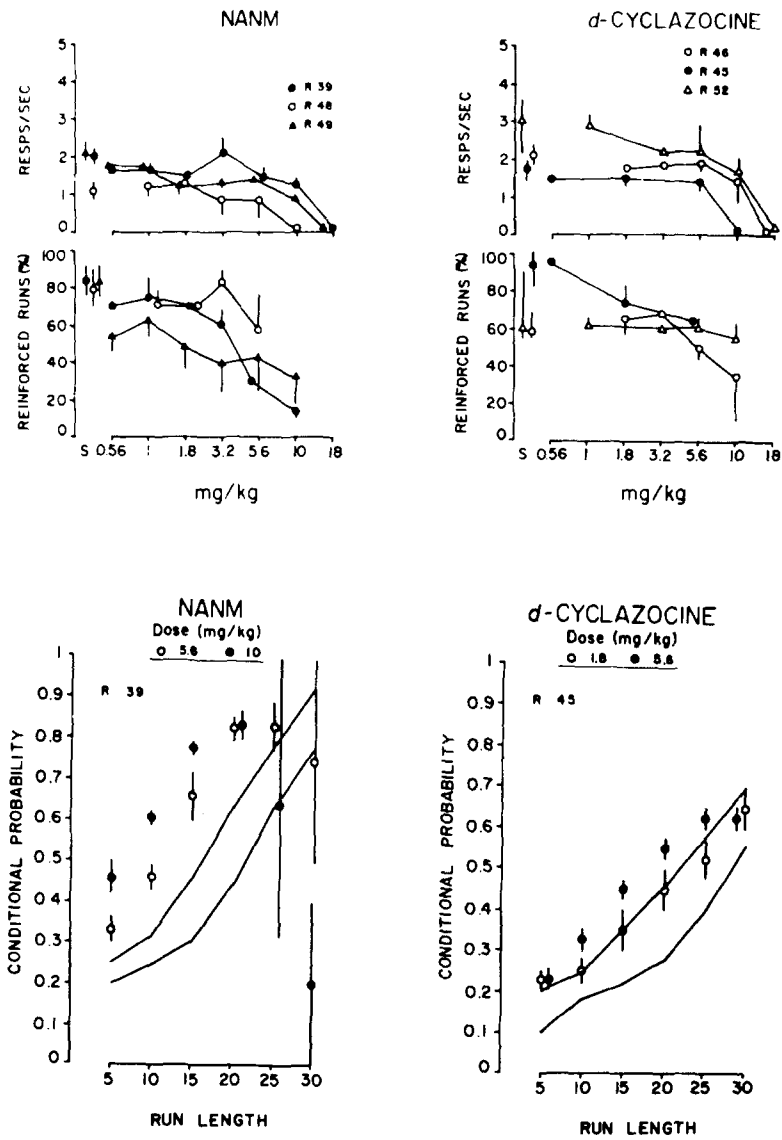 NANM
5
4
3
2
1
0
RESPS/SEC
R 39
R 48
R 49
100
80
60
40
20
0
REINFORCED RUNS (%)
S 0.56 1 1.8 3.2 5.6 10 18
mg/kg
d-CYCLAZOCINE
5
4
3
2
1
0
RESPS/SEC
R 46
R 45
R 52
100
80
60
40
20
0
REINFORCED RUNS (%)
S 0.56 1 1.8 3.2 5.6 10 18
mg/kg
NANM
Dose (mg/kg)
5.6 10
R 39
1
0.9
0.8
0.7
0.6
0.5
0.4
0.3
0.2
0.1
0
CONDITIONAL PROBABILITY
5 10 15 20 25 30
RUN LENGTH
d-CYCLAZOCINE
Dose (mg/kg)
1.8 5.6
R 45
1
0.9
0.8
0.7
0.6
0.5
0.4
0.3
0.2
0.1
0
CONDITIONAL PROBABILITY
5 10 15 20 25 30
RUN LENGTH